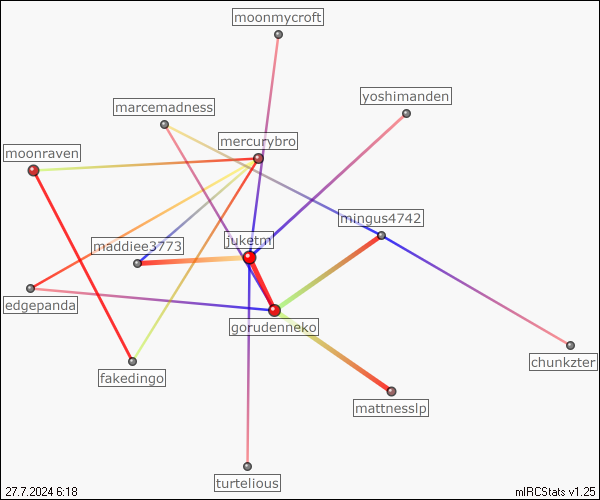 moonmycroft
yoshimanden
marcemadness
mercurybro
moonraven
mingus4742
juketm
maldiee3773
edgepanda
gorudenneko
chunkzter
fakedingo
mattnesslp
turtelious
27.7.2024 6:18
mIRCStats v1.25